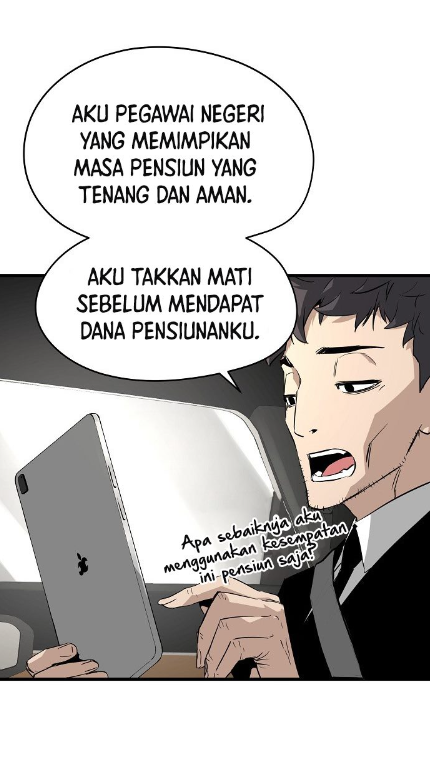 AKU PEGAWAI NEGERI
YANG MEMIMPIKAN
MASA PENSIUN YANG
TENANG DAN AMAN.
AKU TAKKAN MATI
SEBELUM MENDAPAT
DANA PENSIUNANKU.
Apa sebaiknya aku
menggunakan kesempatan
ini pensiun saja?